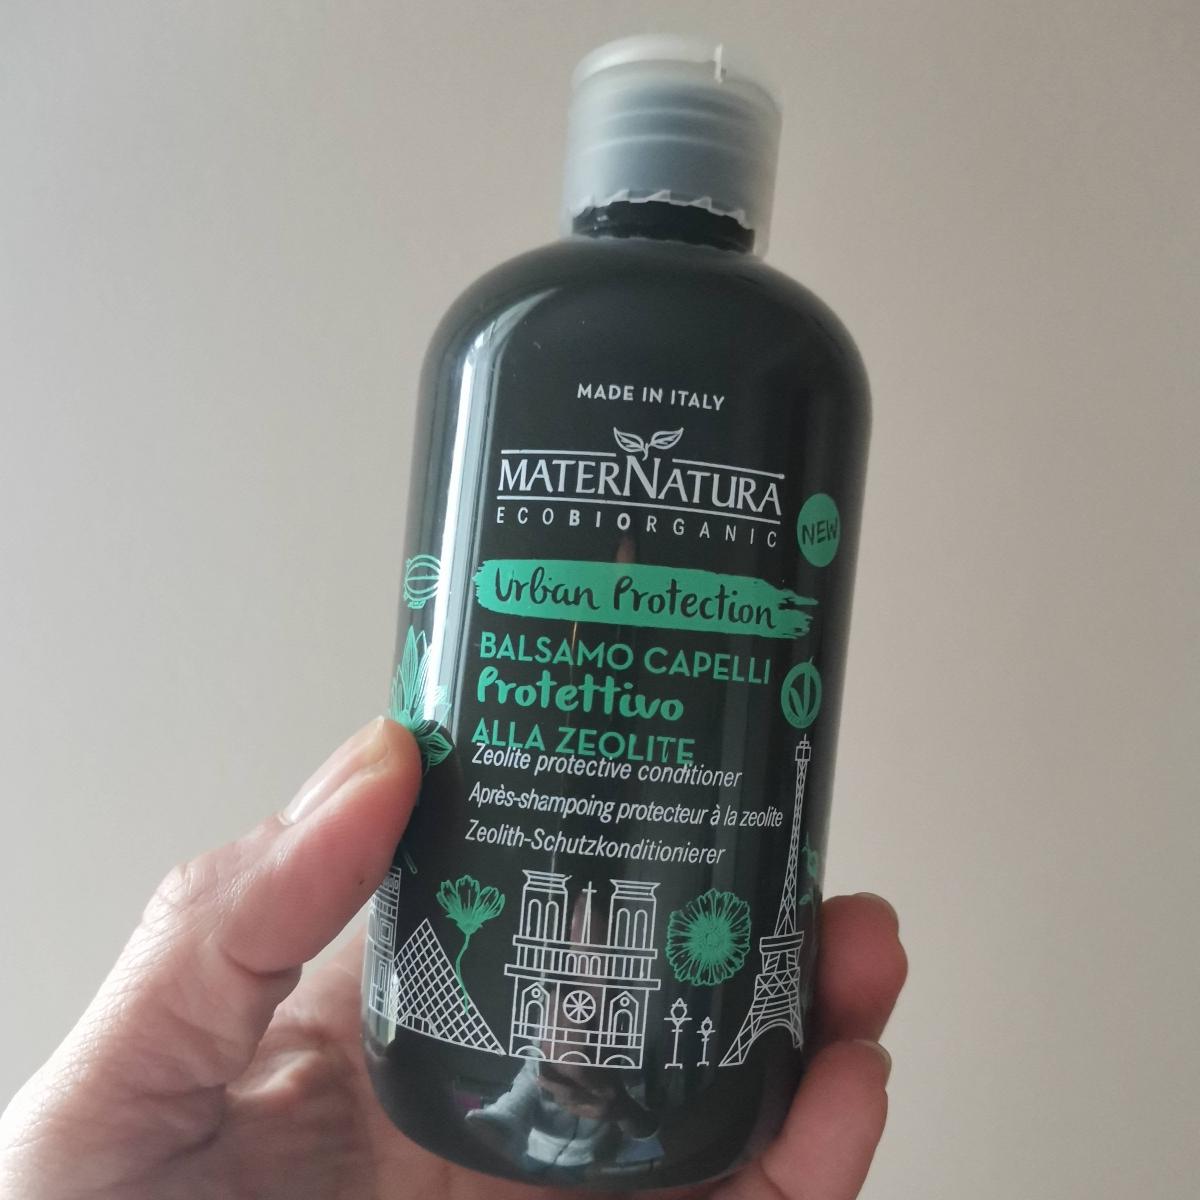 MADE IN ITALY
MATERNATURA
ECOBIORGANIC
NEW
Urban Protection
BALSAMO CAPELLI
Protettivo
ALLA ZEOLITE
Zeolite protective conditioner
Après-shampoing protecteur à la zeolite
Zeolith-Schutzkonditionierer